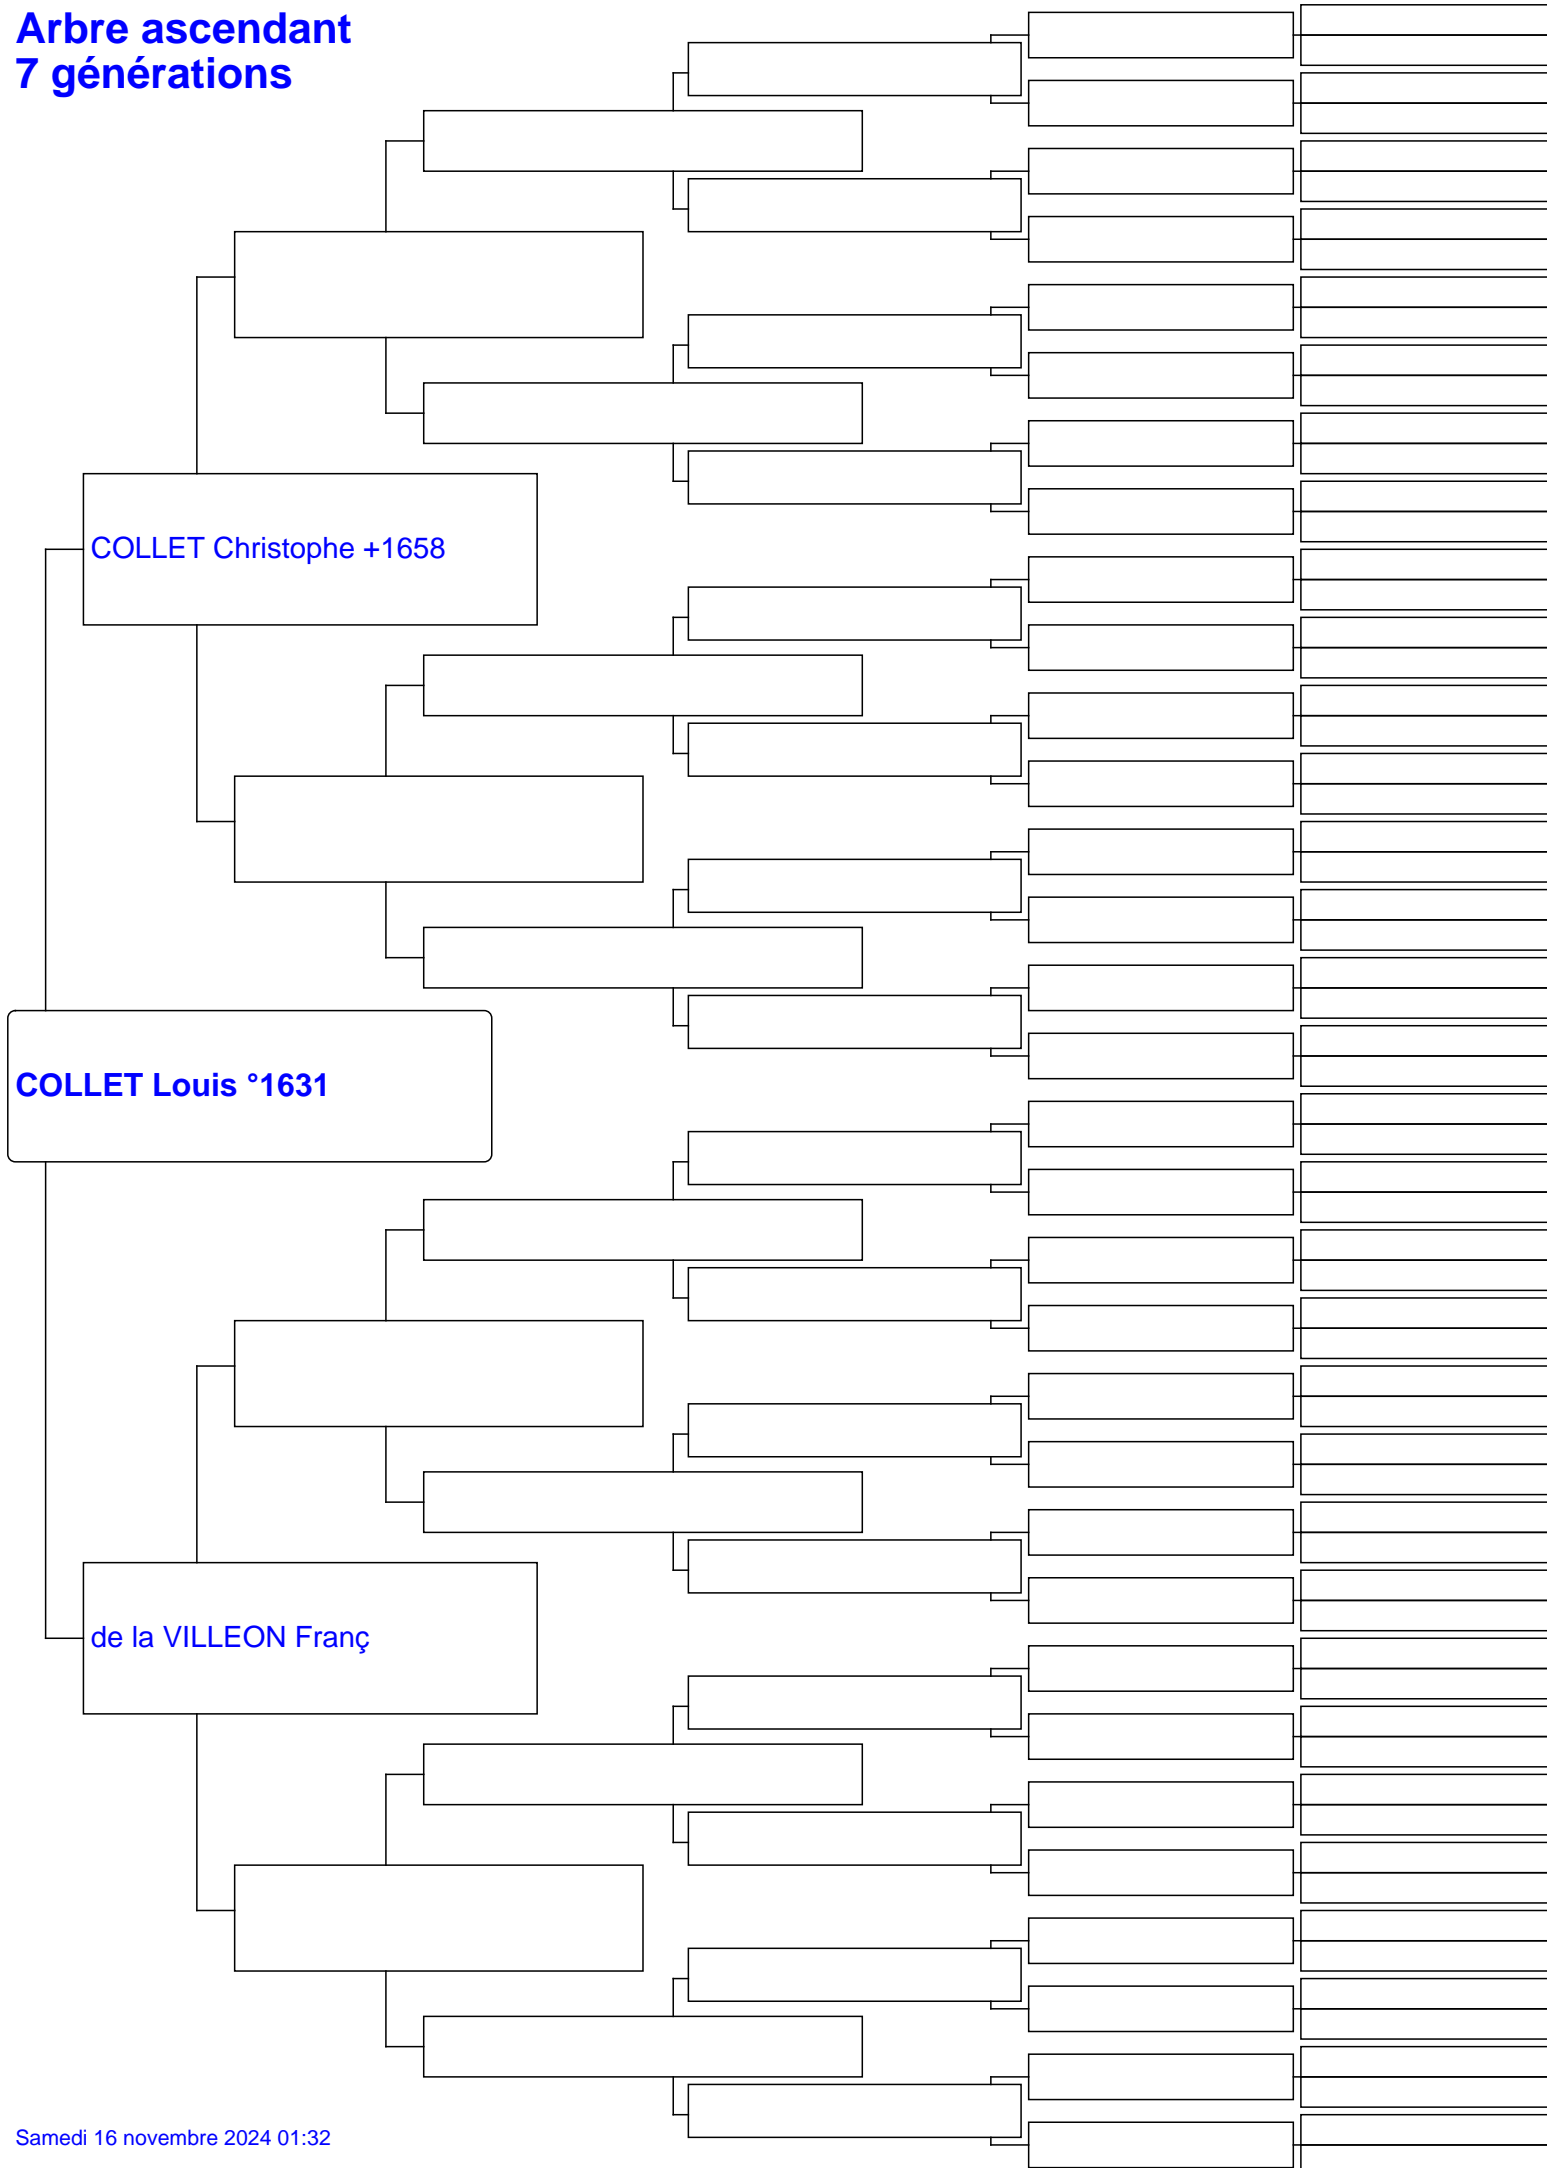 Arbre ascendant
7 générations
COLLET Christophe +1658
COLLET Louis °1631
de la VILLEON Franç
Samedi 16 novembre 2024 01:32